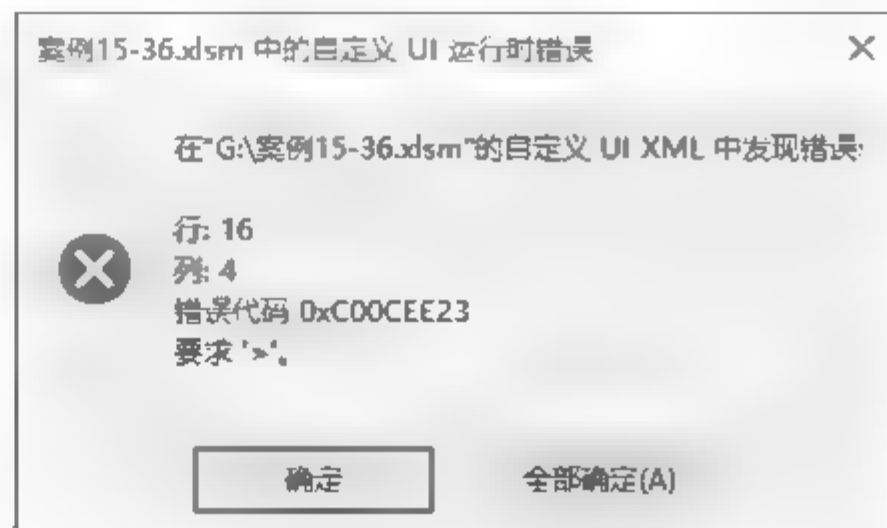 案例15-36.xlsm 中的自定义 UI 运行时错误
在"G:\案例15-36.xlsm"的自定义 UI XML 中发现错误:
行: 16
列: 4
错误代码 0xC00CEE23
要求 '>'。
确定
全部确定(A)